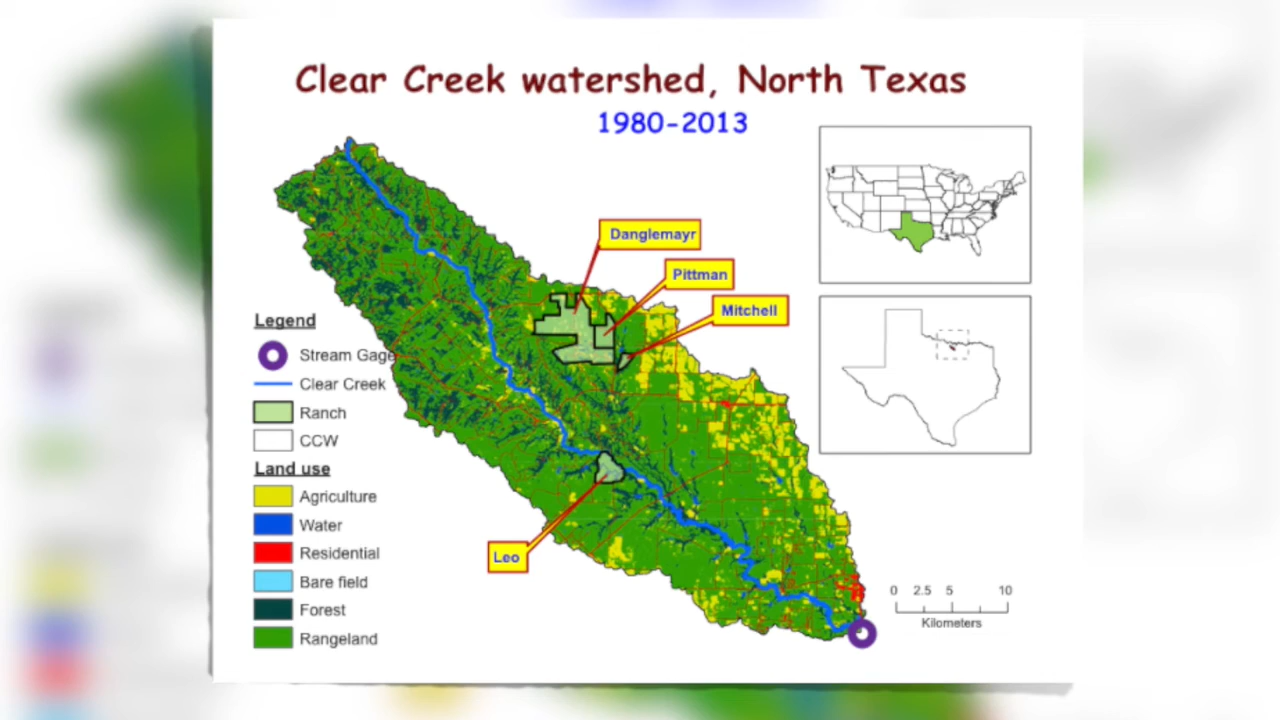 Clear Creek watershed, North Texas
1980-2013
Danglemayr
Pittman
Mitchell
Leo
Legend
Stream Gage
Clear Creek
Ranch
CCW
Land use
Agriculture
Water
Residential
Bare field
Forest
Rangeland
0 2.5 5 10
Kilometers